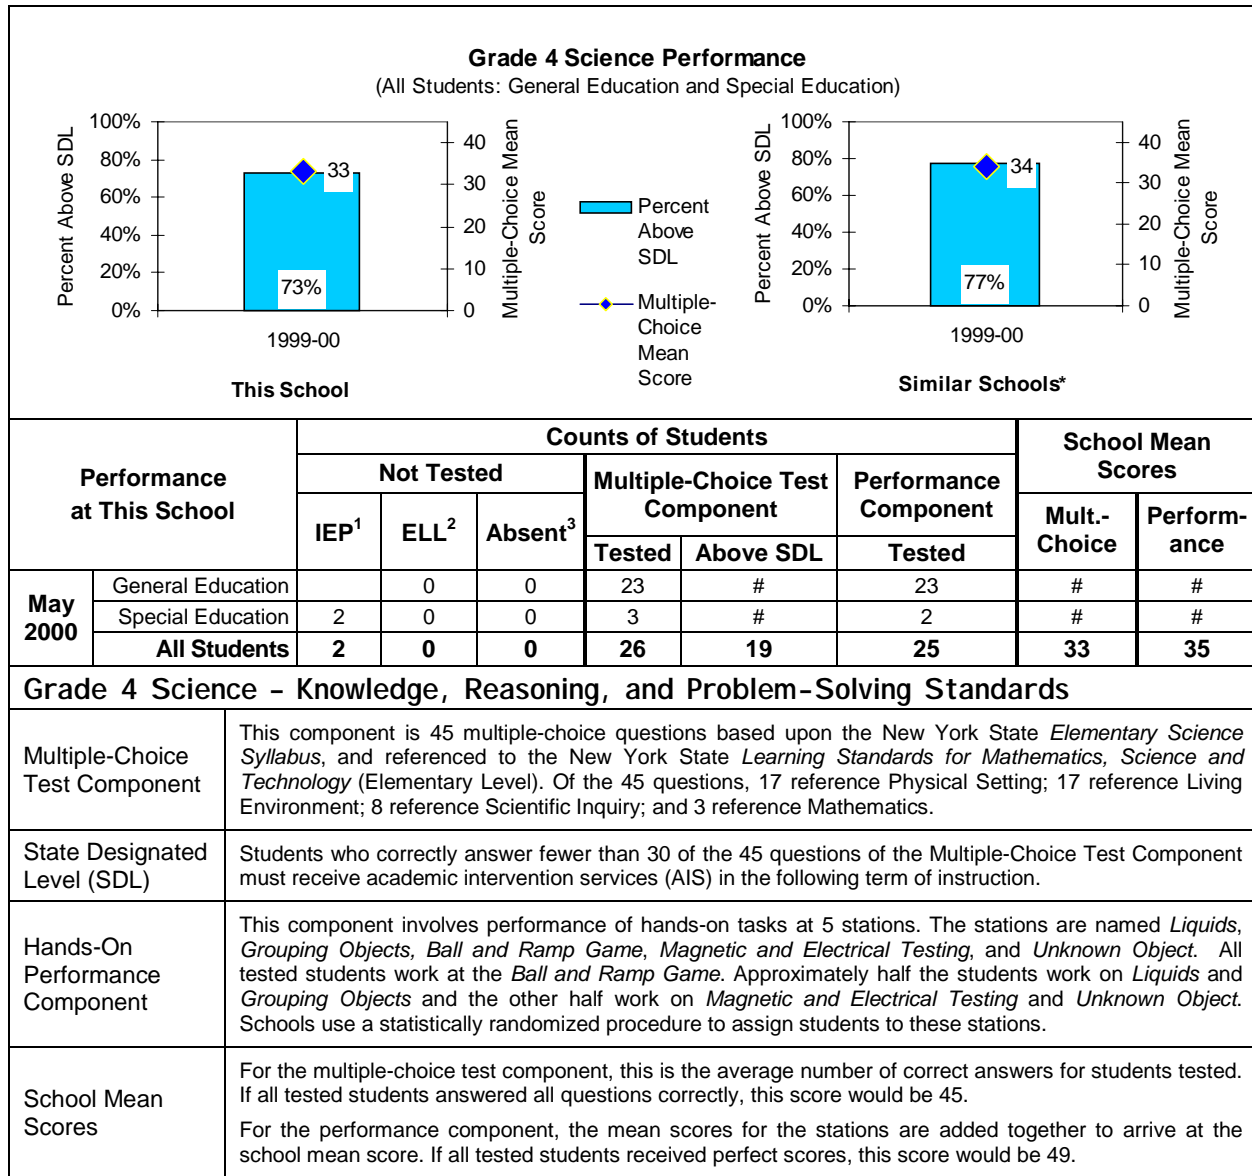 Grade 4 Science Performance
(All Students: General Education and Special Education)
Percent Above SDL
100%
80%
60%
40%
20%
0%
33
73%
40
30
20
10
0
Multiple-Choice Mean
Score
1999-00
This School
Percent
Above
SDL
Multiple-
Choice
Mean
Score
Percent Above SDL
100%
80%
60%
40%
20%
0%
34
77%
40
30
20
10
0
Multiple-Choice Mean
Score
1999-00
Similar Schools*
Performance
at This School
Counts of Students
School Mean
Scores
Not Tested
Multiple-Choice Test
Component
Performance
Component
IEP1 ELL2 Absent3
Mult.-
Choice
Perform-
ance
Tested Above SDL Tested
May
2000
General Education 0 0 23 # 23 # #
Special Education 2 0 0 3 # 2 # #
All Students 2 0 0 26 19 25 33 35
Grade 4 Science – Knowledge, Reasoning, and Problem-Solving Standards
Multiple-Choice
Test Component
This component is 45 multiple-choice questions based upon the New York State Elementary Science
Syllabus, and referenced to the New York State Learning Standards for Mathematics, Science and
Technology (Elementary Level). Of the 45 questions, 17 reference Physical Setting; 17 reference Living
Environment; 8 reference Scientific Inquiry; and 3 reference Mathematics.
State Designated
Level (SDL)
Students who correctly answer fewer than 30 of the 45 questions of the Multiple-Choice Test Component
must receive academic intervention services (AIS) in the following term of instruction.
Hands-On
Performance
Component
This component involves performance of hands-on tasks at 5 stations. The stations are named Liquids,
Grouping Objects, Ball and Ramp Game, Magnetic and Electrical Testing, and Unknown Object. All
tested students work at the Ball and Ramp Game. Approximately half the students work on Liquids and
Grouping Objects and the other half work on Magnetic and Electrical Testing and Unknown Object.
Schools use a statistically randomized procedure to assign students to these stations.
School Mean
Scores
For the multiple-choice test component, this is the average number of correct answers for students tested.
If all tested students answered all questions correctly, this score would be 45.
For the performance component, the mean scores for the stations are added together to arrive at the
school mean score. If all tested students received perfect scores, this score would be 49.